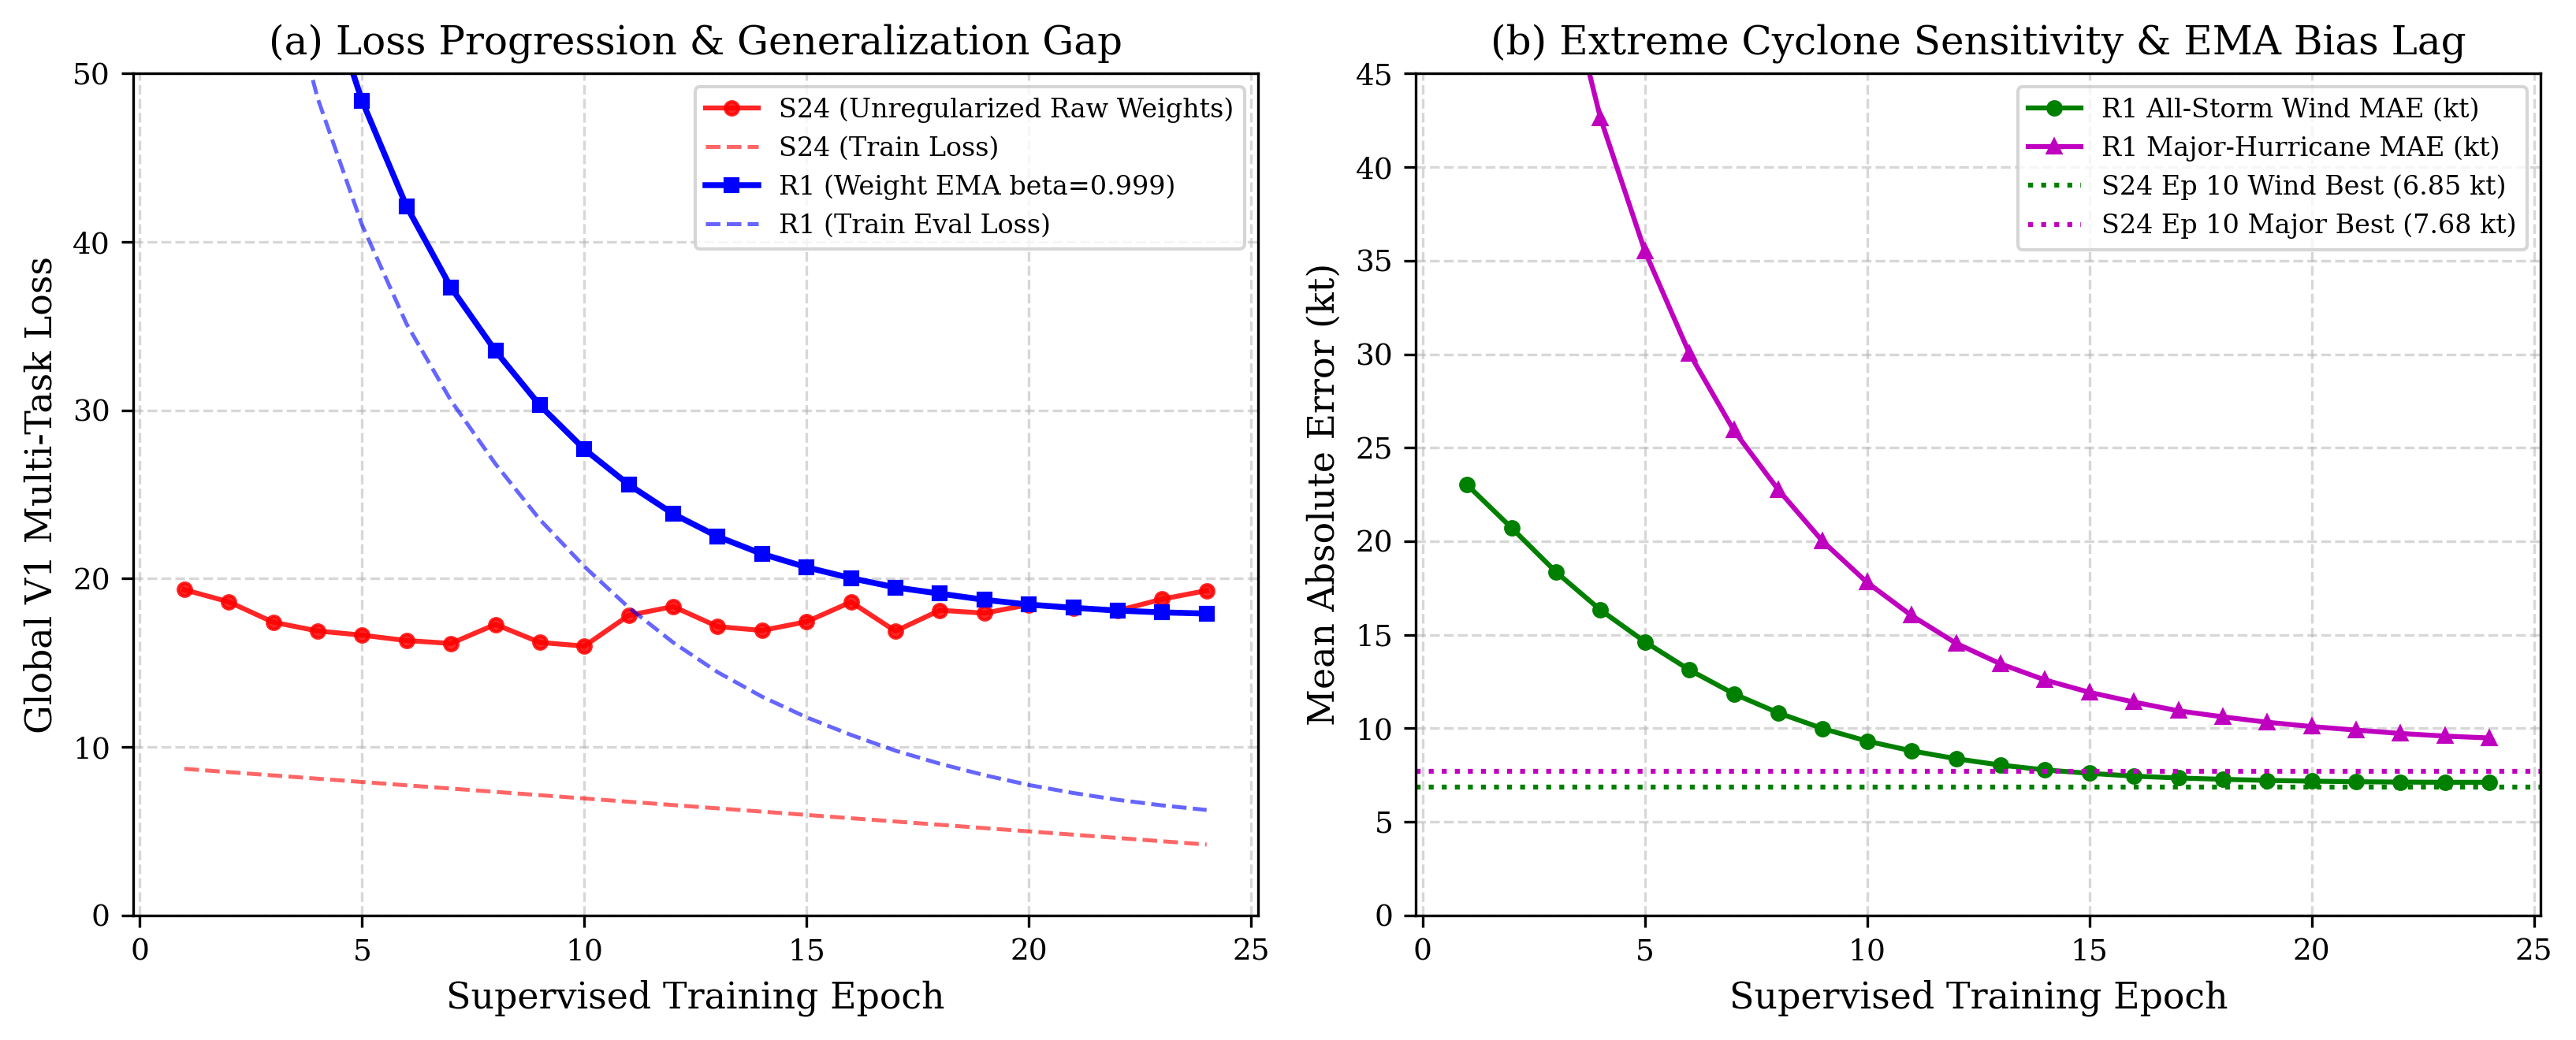 (a) Loss Progression & Generalization Gap
Global V1 Multi-Task Loss
50
40
30
20
10
0
S24 (Unregularized Raw Weights)
S24 (Train Loss)
R1 (Weight EMA beta=0.999)
R1 (Train Eval Loss)
0 5 10 15 20 25
Supervised Training Epoch
(b) Extreme Cyclone Sensitivity & EMA Bias Lag
Mean Absolute Error (kt)
45
40
35
30
25
20
15
10
5
0
R1 All-Storm Wind MAE (kt)
R1 Major-Hurricane MAE (kt)
S24 Ep 10 Wind Best (6.85 kt)
S24 Ep 10 Major Best (7.68 kt)
0 5 10 15 20 25
Supervised Training Epoch